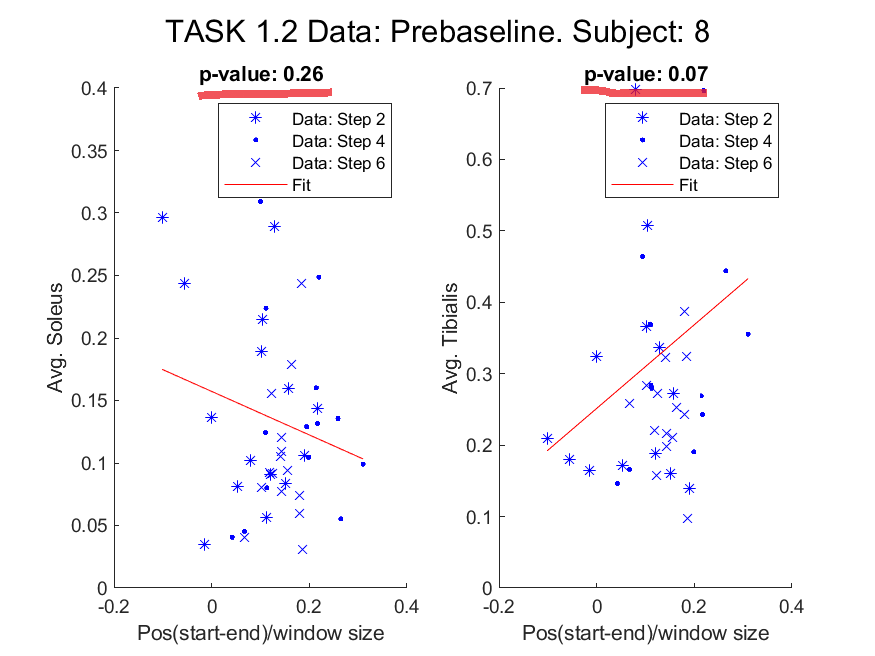 TASK 1.2 Data: Prebaseline. Subject: 8
p-value: 0.26
Data: Step 2
Data: Step 4
Data: Step 6
Fit
Avg. Soleus
0.4
0.35
0.3
0.25
0.2
0.15
0.1
0.05
0
-0.2
0
0.2
0.4
Pos(start-end)/window size
p-value: 0.07
Data: Step 2
Data: Step 4
Data: Step 6
Fit
Avg. Tibialis
0.7
0.6
0.5
0.4
0.3
0.2
0.1
0
-0.2
0
0.2
0.4
Pos(start-end)/window size